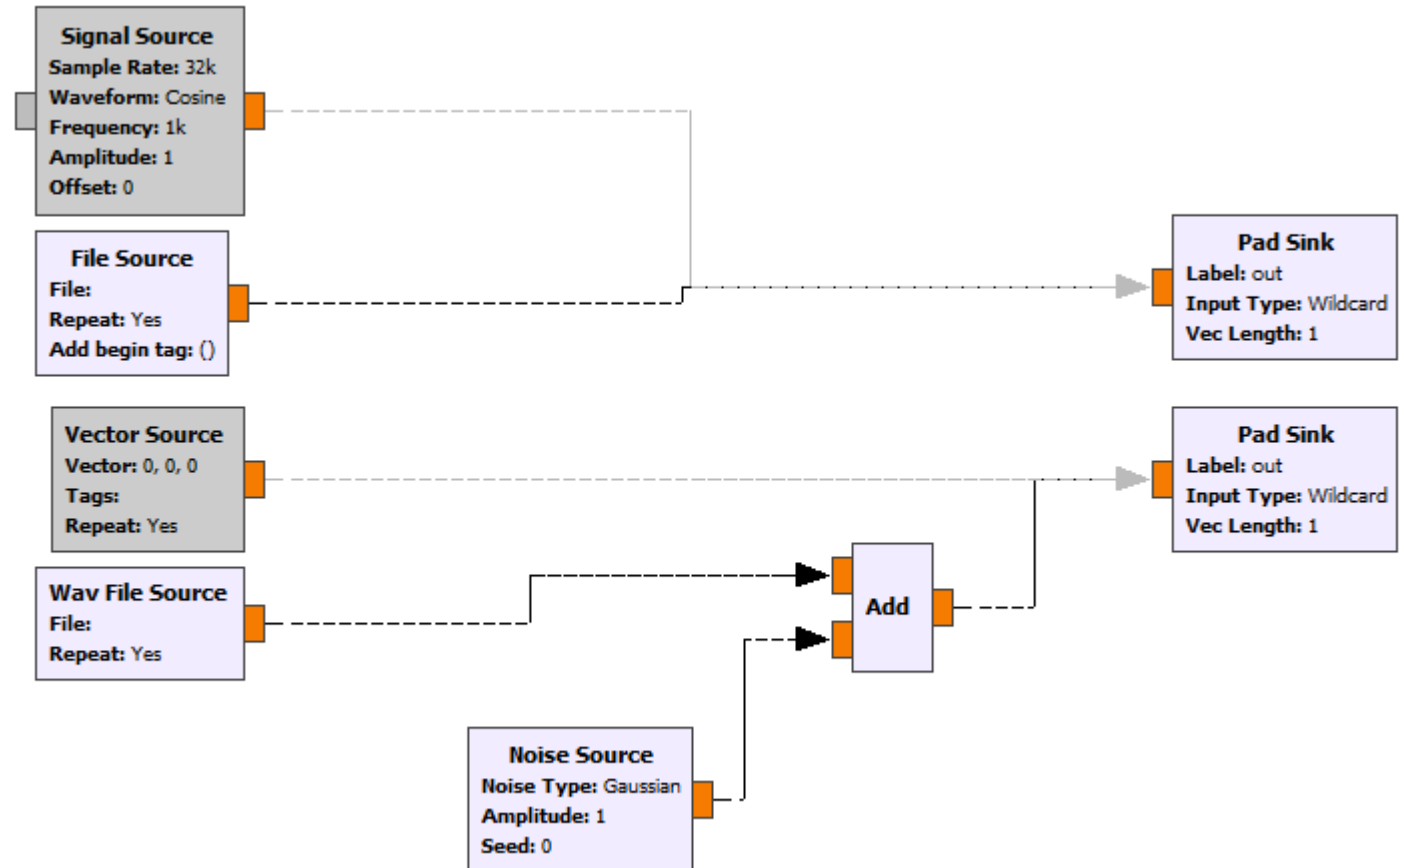 Signal Source
Sample Rate: 32k
Waveform: Cosine
Frequency: 1k
Amplitude: 1
Offset: 0
File Source
File:
Repeat: Yes
Add begin tag: ()
Pad Sink
Label: out
Input Type: Wildcard
Vec Length: 1
Vector Source
Vector: 0, 0, 0
Tags:
Repeat: Yes
Pad Sink
Label: out
Input Type: Wildcard
Vec Length: 1
Wav File Source
File:
Repeat: Yes
Add
Noise Source
Noise Type: Gaussian
Amplitude: 1
Seed: 0